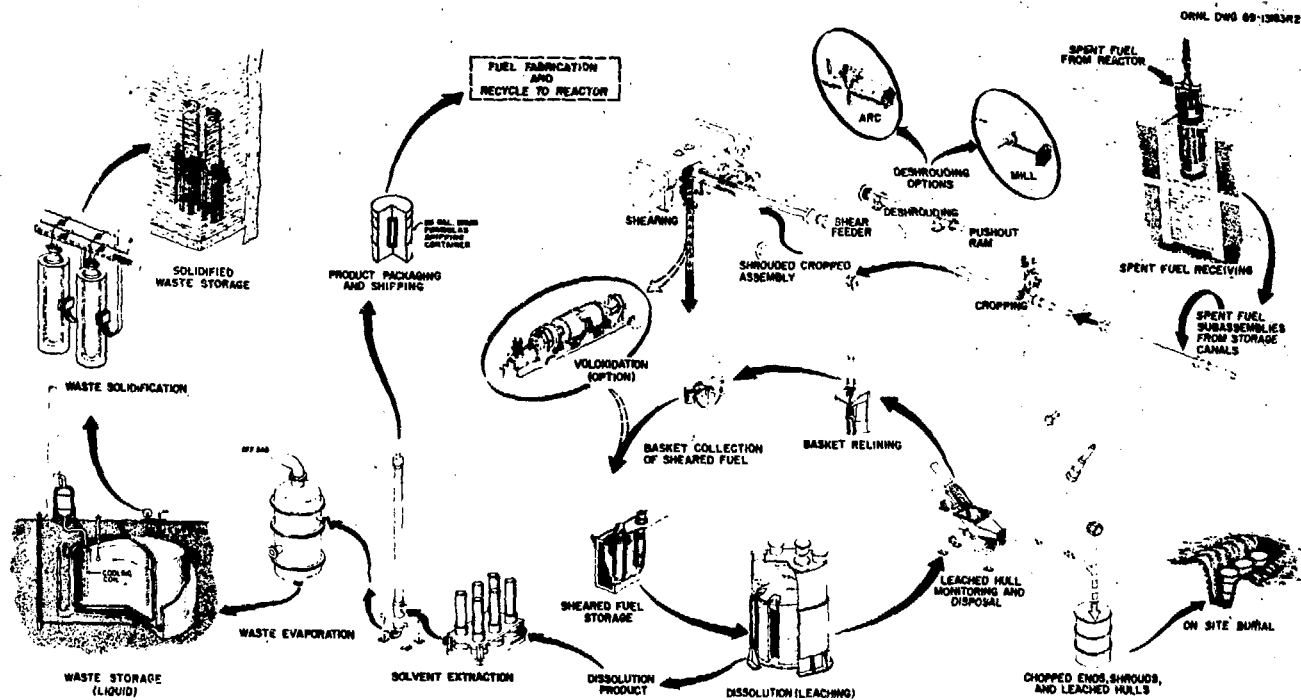 ORNL DWG 69-13183R2
SPENT FUEL
FROM REACTOR
FUEL FABRICATION
AND
RECYCLE TO REACTOR
ARC
MILL
DESHROUDING
OPTIONS
SHEARING
DESHROUDING
SHEAR
FEEDER
PUSHOUT
RAM
SHROUDED CROPPED
ASSEMBLY
SPENT FUEL RECEIVING
CROPPING
SPENT FUEL
SUBASSEMBLIES
FROM STORAGE
CANALS
SOLIDIFIED
WASTE STORAGE
SHIPPING
CONTAINER
PRODUCT PACKAGING
AND SHIPPING
VOLOXIDATION
(OPTION)
WASTE SOLIDIFICATION
BASKET COLLECTION
OF SHEARED FUEL
BASKET RELINING
OFF GAS
COOLING
COIL
WASTE EVAPORATION
WASTE STORAGE
(LIQUID)
SOLVENT EXTRACTION
SHEARED FUEL
STORAGE
DISSOLUTION
PRODUCT
DISSOLUTION (LEACHING)
LEACHED HULL
MONITORING AND
DISPOSAL
ON SITE BURIAL
CHOPPED ENDS, SHROUDS,
AND LEACHED HULLS